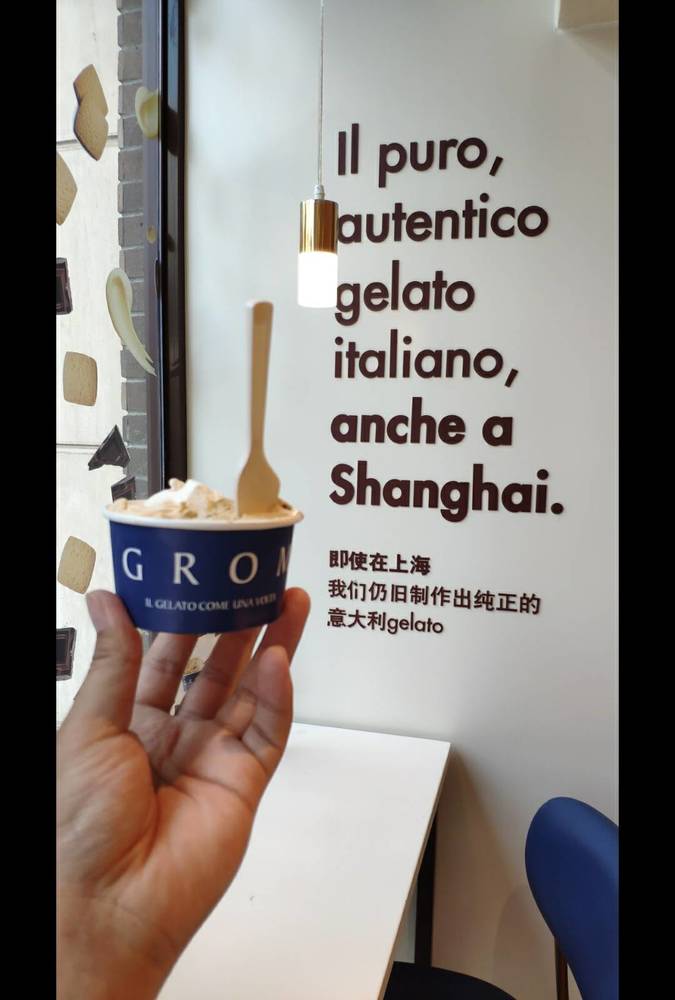 Il puro,
autentico
gelato
italiano,
anche a
Shanghai.
即使在上海
我们仍旧制作出纯正的
意大利gelato
GROM
IL GELATO COME UNA VOLTA